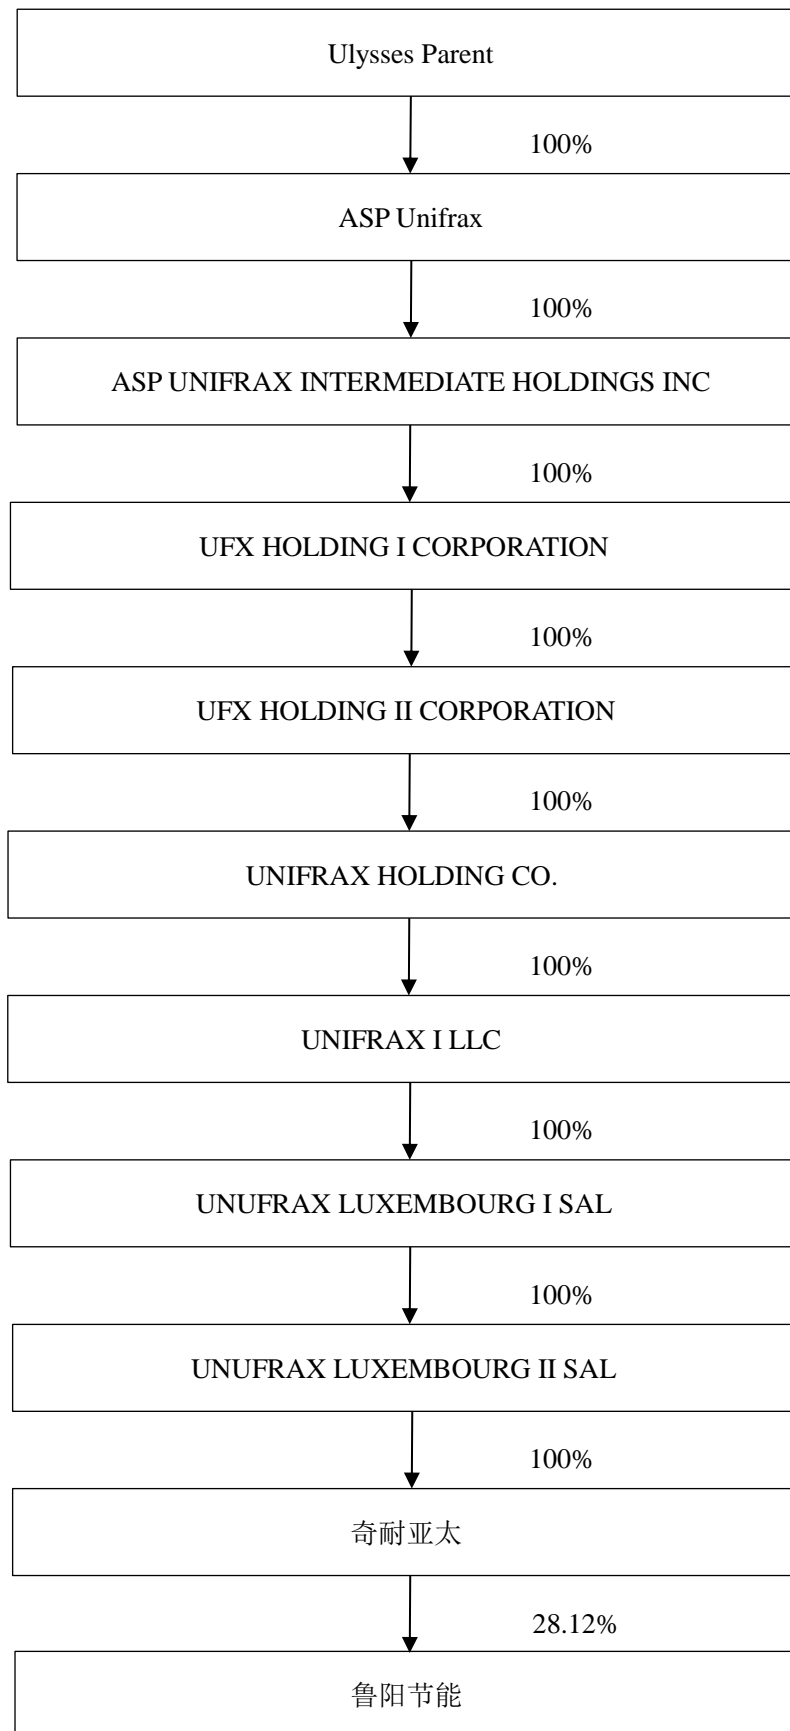 Ulysses Parent
100%
ASP Unifrax
100%
ASP UNIFRAX INTERMEDIATE HOLDINGS INC
100%
UFX HOLDING I CORPORATION
100%
UFX HOLDING II CORPORATION
100%
UNIFRAX HOLDING CO.
100%
UNIFRAX I LLC
100%
UNUFRAX LUXEMBOURG I SAL
100%
UNUFRAX LUXEMBOURG II SAL
100%
奇耐亚太
28.12%
鲁阳节能